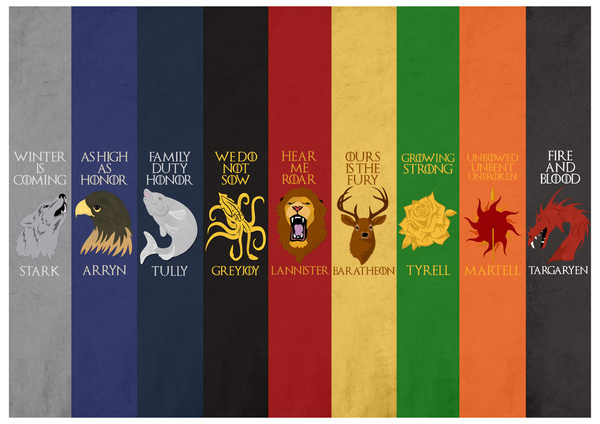 WINTER
IS
COMING
STARK
AS HIGH
AS
HONOR
ARRYN
FAMILY
DUTY
HONOR
TULLY
WE DO
NOT
SOW
GREYJOY
HEAR
ME
ROAR
LANNISTER
OURS
IS THE
FURY
BARATHEON
GROWING
STRONG
TYRELL
UNBOWED
UNBENT
UNBROKEN
MARTELL
FIRE
AND
BLOOD
TARGARYEN